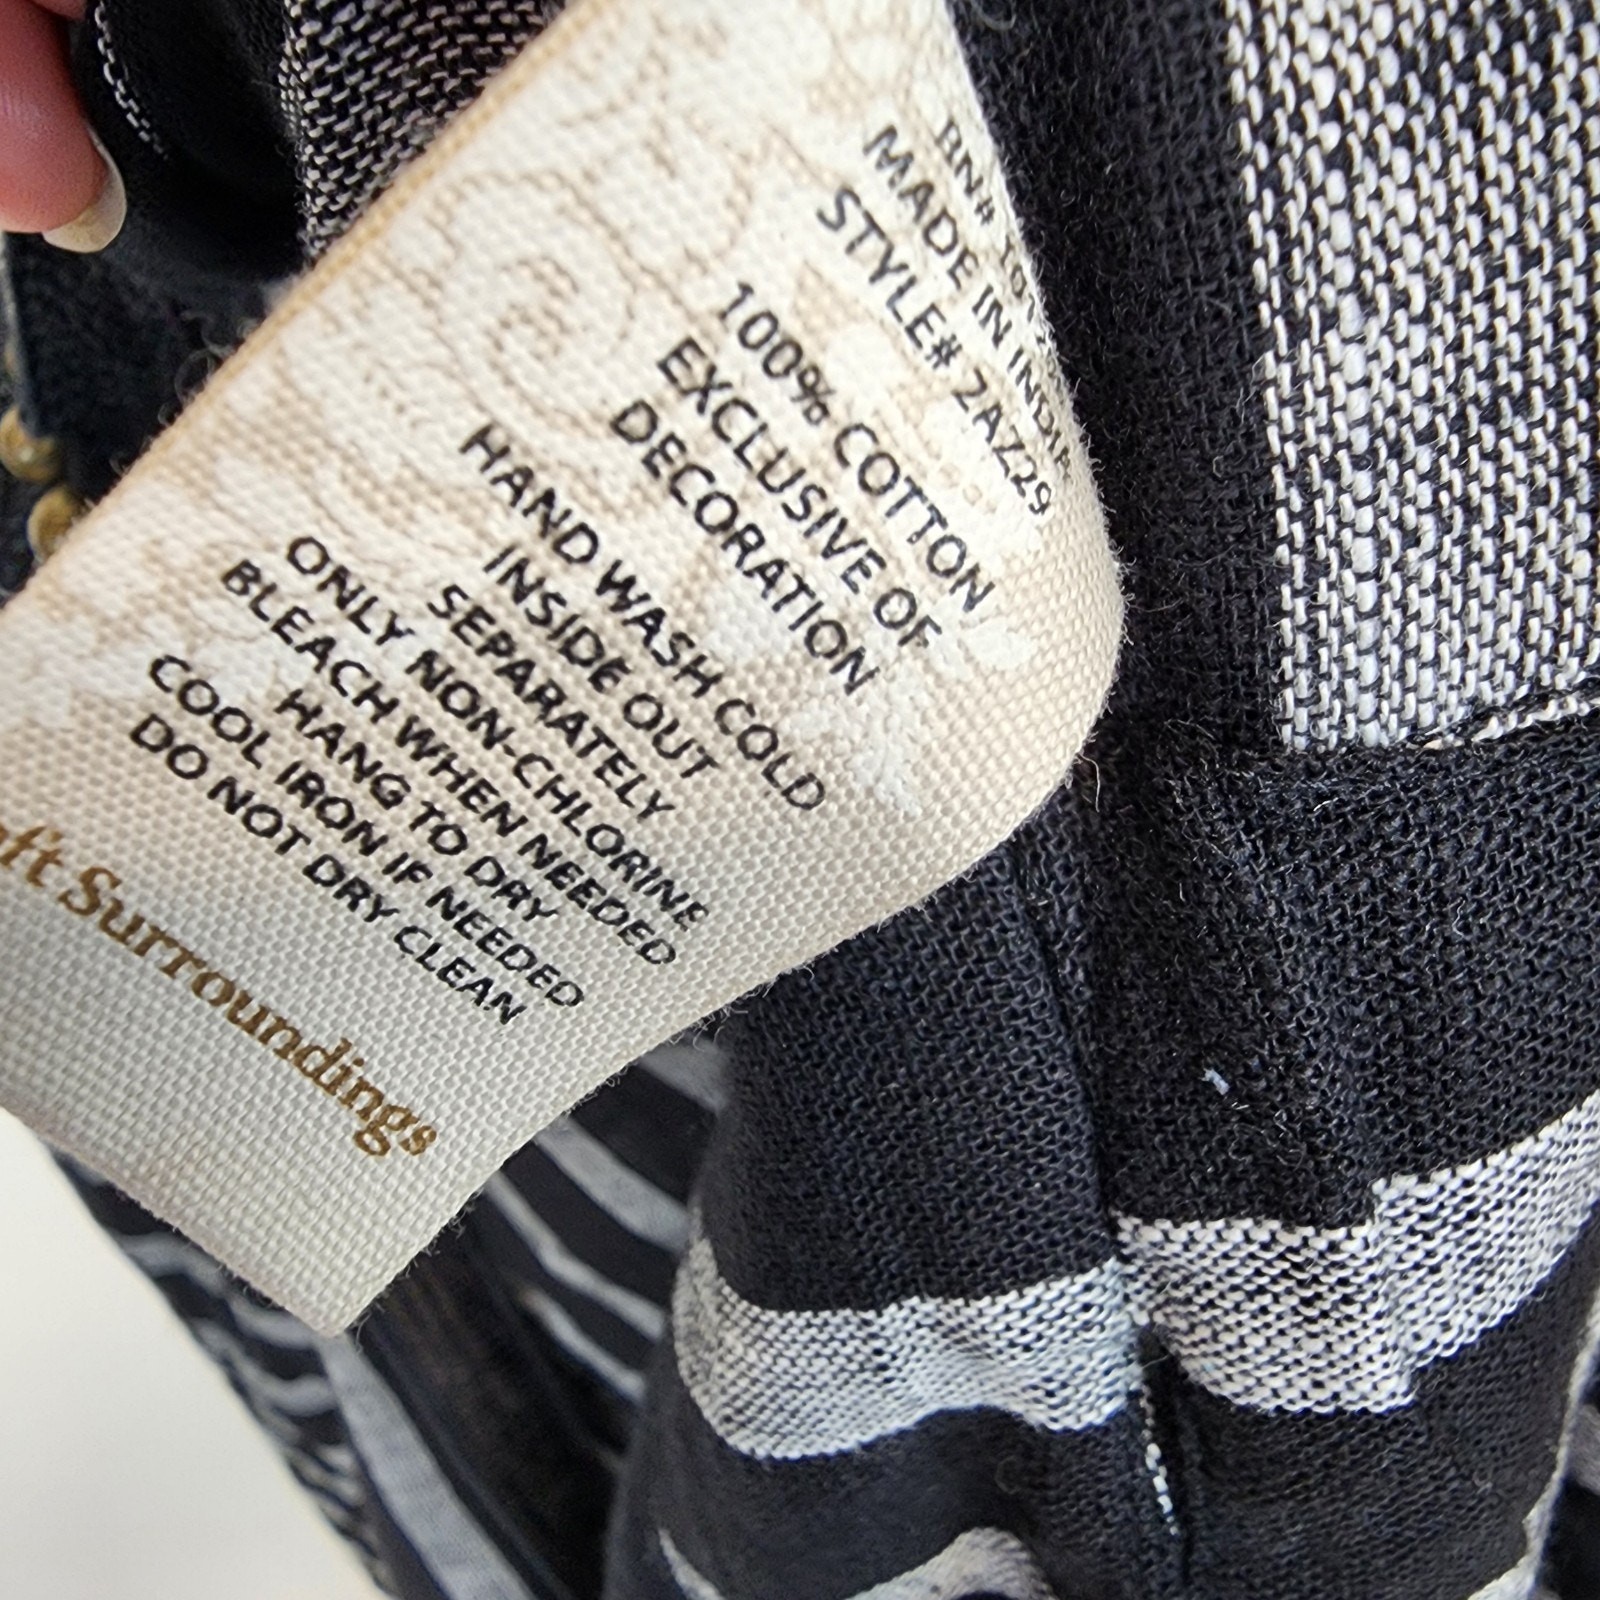 RN#
MADE IN INDIA
STYLE# 2AZ29
100% COTTON
EXCLUSIVE OF
DECORATION
HAND WASH COLD
INSIDE OUT
SEPARATELY
ONLY NON-CHLORINE
BLEACH WHEN NEEDED
HANG TO DRY
COOL IRON IF NEEDED
DO NOT DRY CLEAN
Surroundings